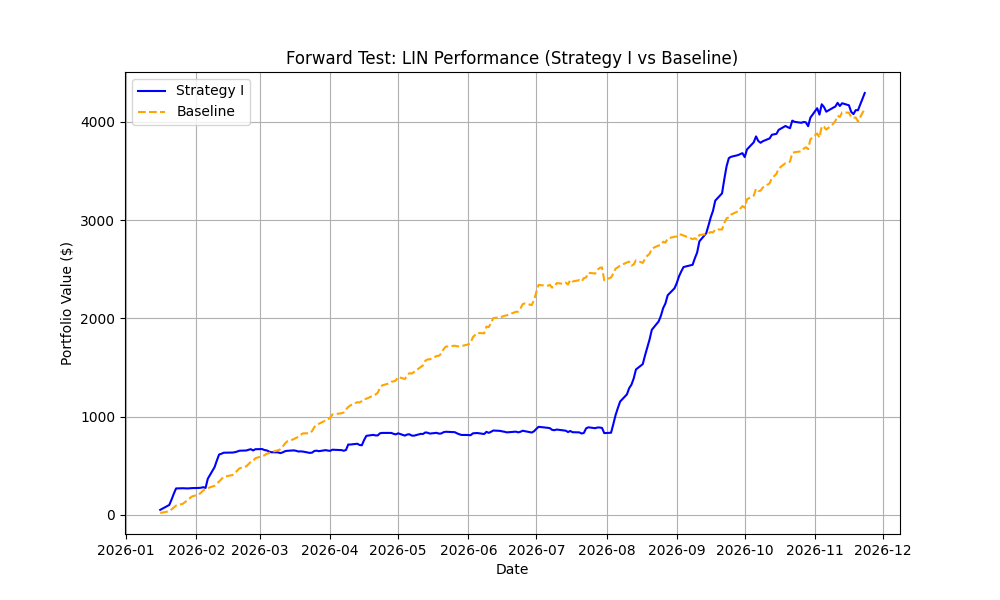 Forward Test: LIN Performance (Strategy I vs Baseline)
Strategy I
Baseline
Portfolio Value ($)
4000
3000
2000
1000
0
2026-01 2026-02 2026-03 2026-04 2026-05 2026-06 2026-07 2026-08 2026-09 2026-10 2026-11 2026-12
Date